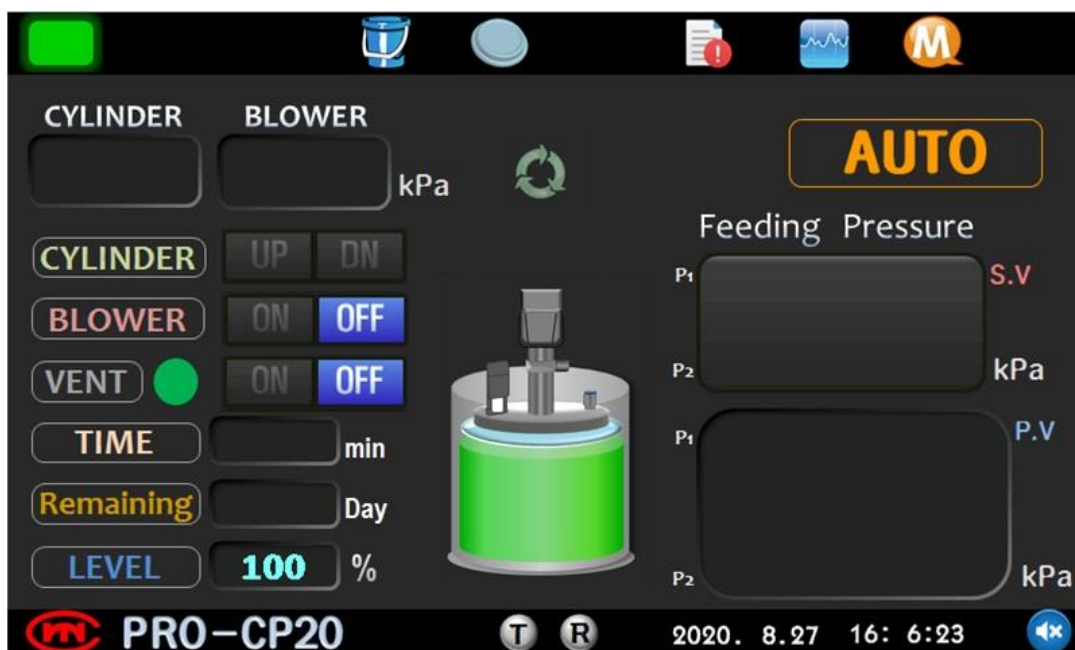 M
CYLINDER BLOWER
kPa
AUTO
Feeding Pressure
CYLINDER UP DN
P1 S.V
BLOWER ON OFF
P2 kPa
VENT ON OFF
TIME min
P1 P.V
Remaining Day
LEVEL 100 %
P2 kPa
PRO-CP20 T R 2020. 8.27 16: 6:23